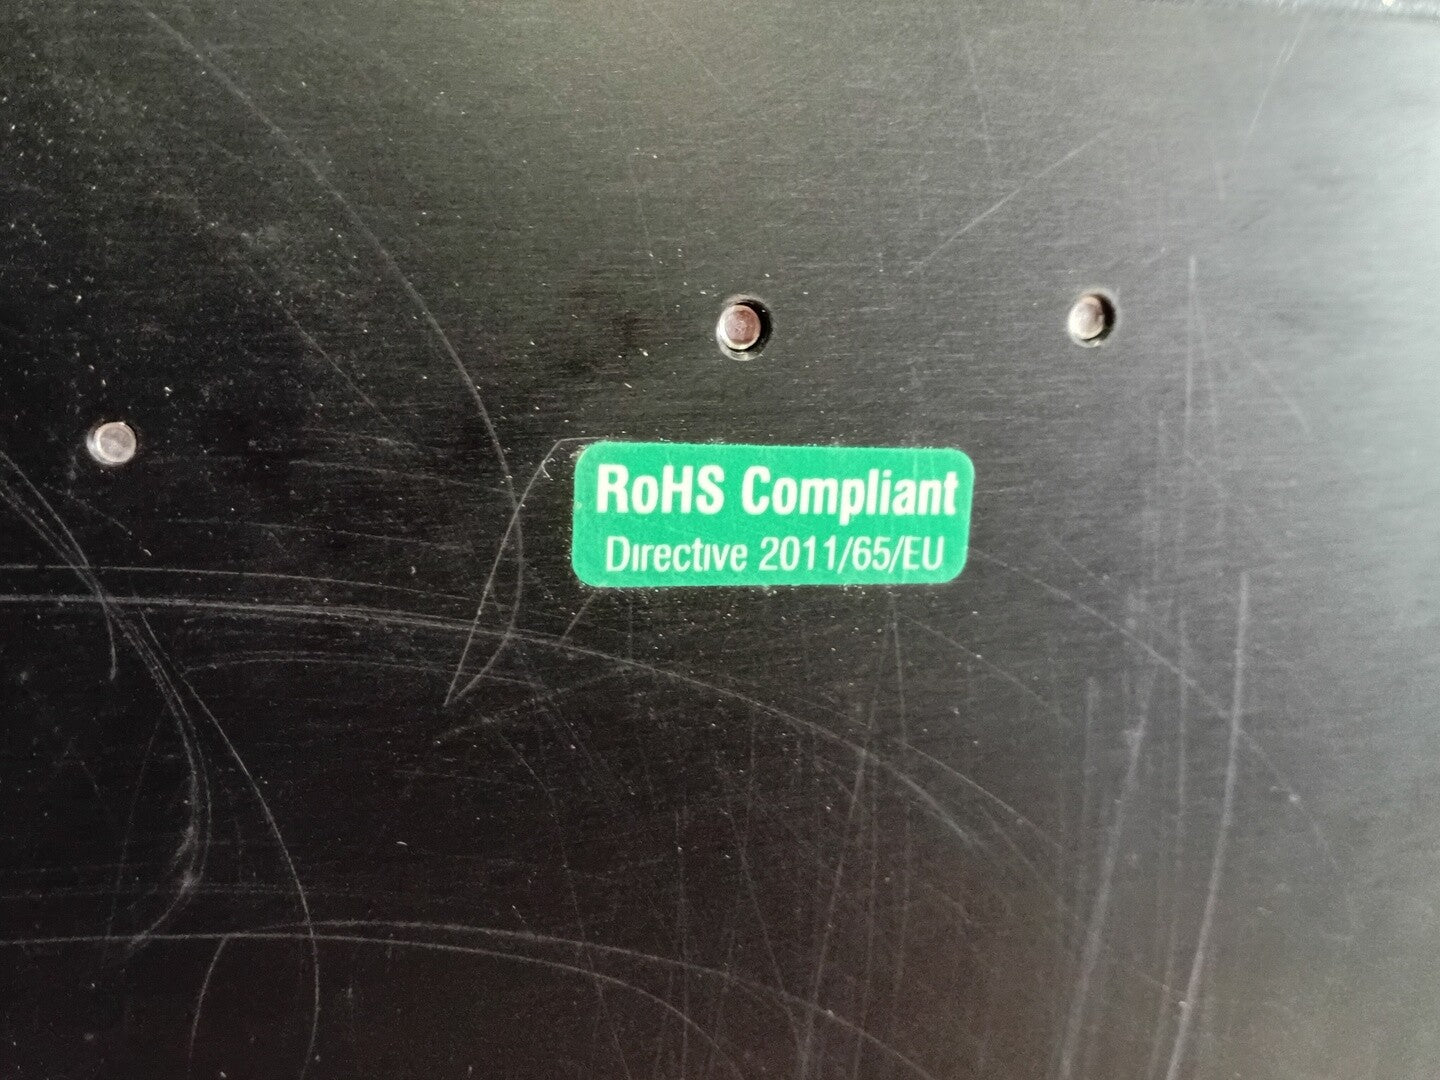 RoHS Compliant
Directive 2011/65/EU